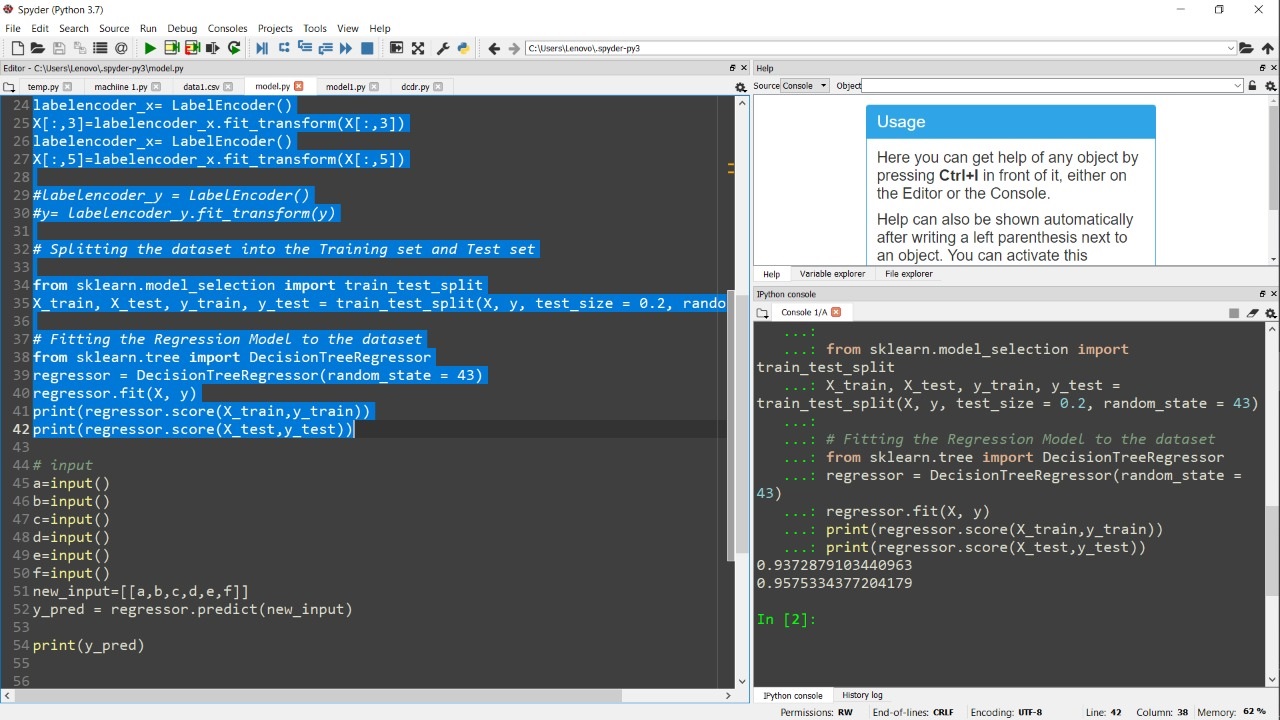 Spyder (Python 3.7)
File Edit Search Source Run Debug Consoles Projects Tools View Help
C:\Users\Lenovo\.spyder-py3
Editor - C:\Users\Lenovo\.spyder-py3\model.py
temp.py machiine 1.py data1.csv model.py model1.py dcdr.py
24 labelencoder_x= LabelEncoder()
25 X[:,3]=labelencoder_x.fit_transform(X[:,3])
26 labelencoder_x= LabelEncoder()
27 X[:,5]=labelencoder_x.fit_transform(X[:,5])
28
29 #labelencoder_y = LabelEncoder()
30 #y= labelencoder_y.fit_transform(y)
31
32 # Splitting the dataset into the Training set and Test set
33
34 from sklearn.model_selection import train_test_split
35 X_train, X_test, y_train, y_test = train_test_split(X, y, test_size = 0.2, rando
36
37 # Fitting the Regression Model to the dataset
38 from sklearn.tree import DecisionTreeRegressor
39 regressor = DecisionTreeRegressor(random_state = 43)
40 regressor.fit(X, y)
41 print(regressor.score(X_train,y_train))
42 print(regressor.score(X_test,y_test))
43
44 # input
45 a=input()
46 b=input()
47 c=input()
48 d=input()
49 e=input()
50 f=input()
51 new_input=[[a,b,c,d,e,f]]
52 y_pred = regressor.predict(new_input)
53
54 print(y_pred)
55
56
Help
Source Console Object
Usage
Here you can get help of any object by
pressing Ctrl+I in front of it, either on
the Editor or the Console.
Help can also be shown automatically
after writing a left parenthesis next to
an object. You can activate this
Help Variable explorer File explorer
IPython console
Console 1/A
...:
...: from sklearn.model_selection import
train_test_split
...: X_train, X_test, y_train, y_test =
train_test_split(X, y, test_size = 0.2, random_state = 43)
...:
...: # Fitting the Regression Model to the dataset
...: from sklearn.tree import DecisionTreeRegressor
...: regressor = DecisionTreeRegressor(random_state =
43)
...: regressor.fit(X, y)
...: print(regressor.score(X_train,y_train))
...: print(regressor.score(X_test,y_test))
0.9372879103440963
0.9575334377204179
In [2]:
IPython console History log
Permissions: RW End-of-lines: CRLF Encoding: UTF-8 Line: 42 Column: 38 Memory: 62 %